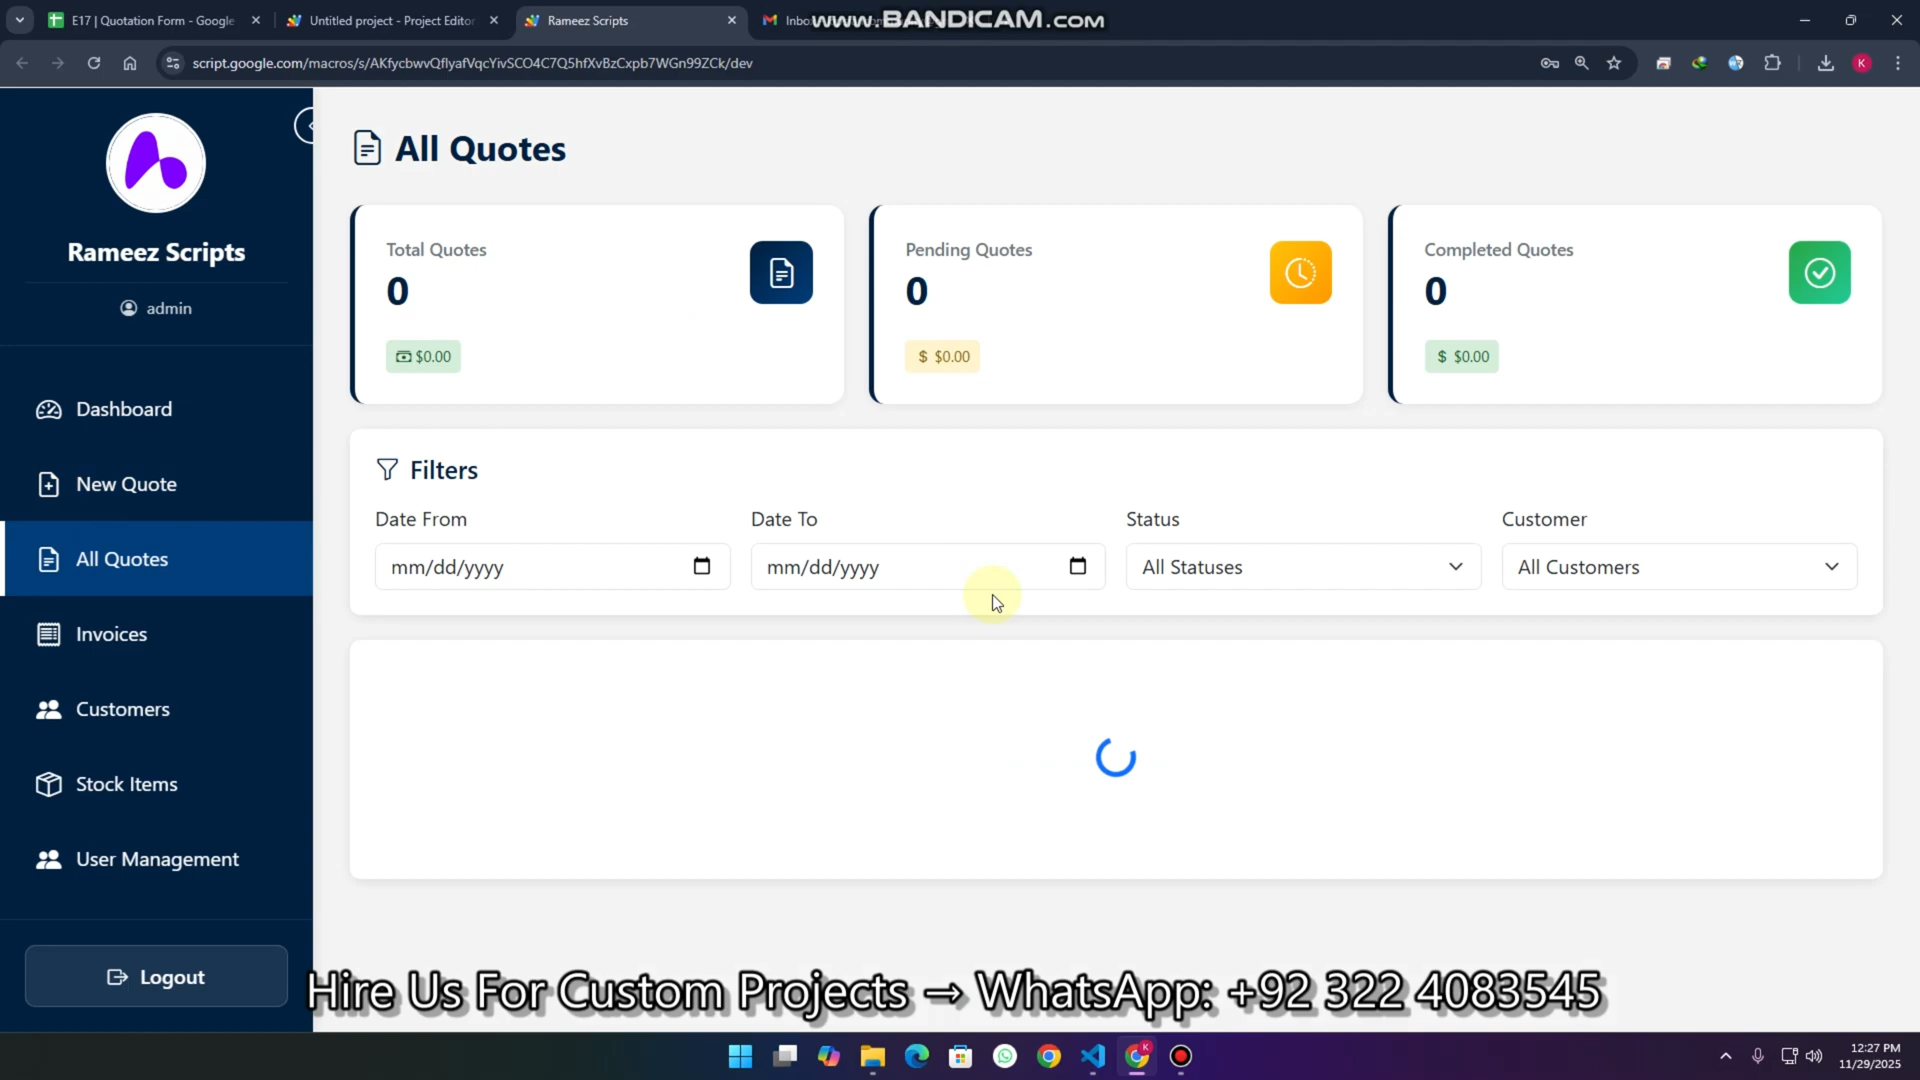 E17 | Quotation Form - Google
Untitled project - Project Editor
Rameez Scripts
www.BANDICAM.com
script.google.com/macros/s/AKfycbwvQflyafVqcYivSCO4C7Q5hfXvBzCxpb7WGn99ZCk/dev
K
Rameez Scripts
admin
Dashboard
New Quote
All Quotes
Invoices
Customers
Stock Items
User Management
Logout
All Quotes
Total Quotes
0
$0.00
Pending Quotes
0
$ $0.00
Completed Quotes
0
$ $0.00
Filters
Date From
mm/dd/yyyy
Date To
mm/dd/yyyy
Status
All Statuses
Customer
All Customers
Hire Us For Custom Projects → WhatsApp: +92 322 4083545
12:27 PM
11/29/2025